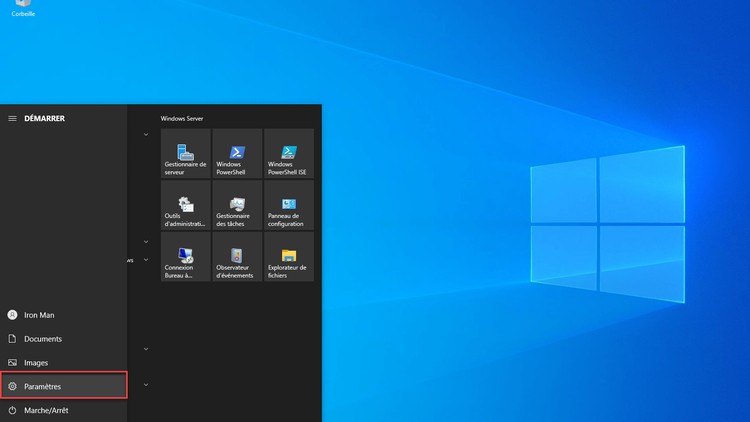 Corbeille
DÉMARRER
Windows Server
Gestionnaire de
serveur
Windows
PowerShell
Windows
PowerShell ISE
Outils
d'administrati...
Gestionnaire
des tâches
Panneau de
configuration
ws
Connexion
Bureau à...
Observateur
d'événements
Explorateur de
fichiers
Iron Man
Documents
Images
Paramètres
Marche/Arrêt